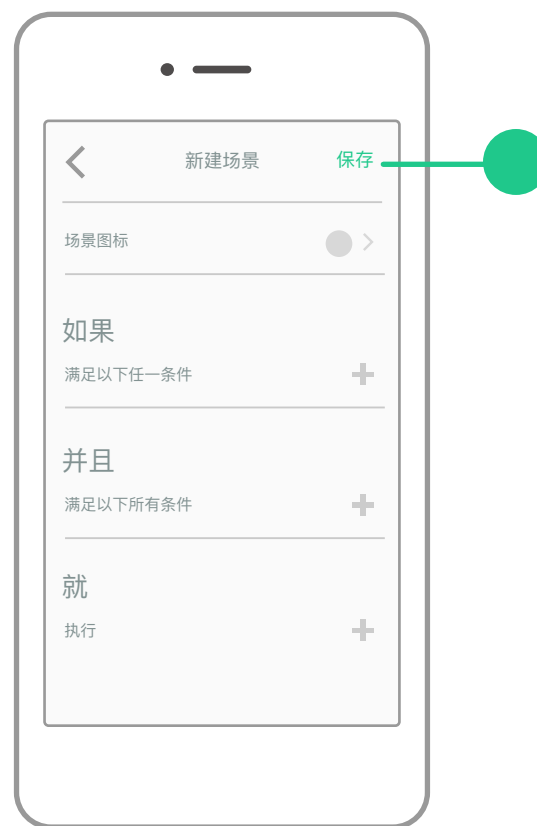 新建场景 保存
场景图标
如果
满足以下任一条件
并且
满足以下所有条件
就
执行